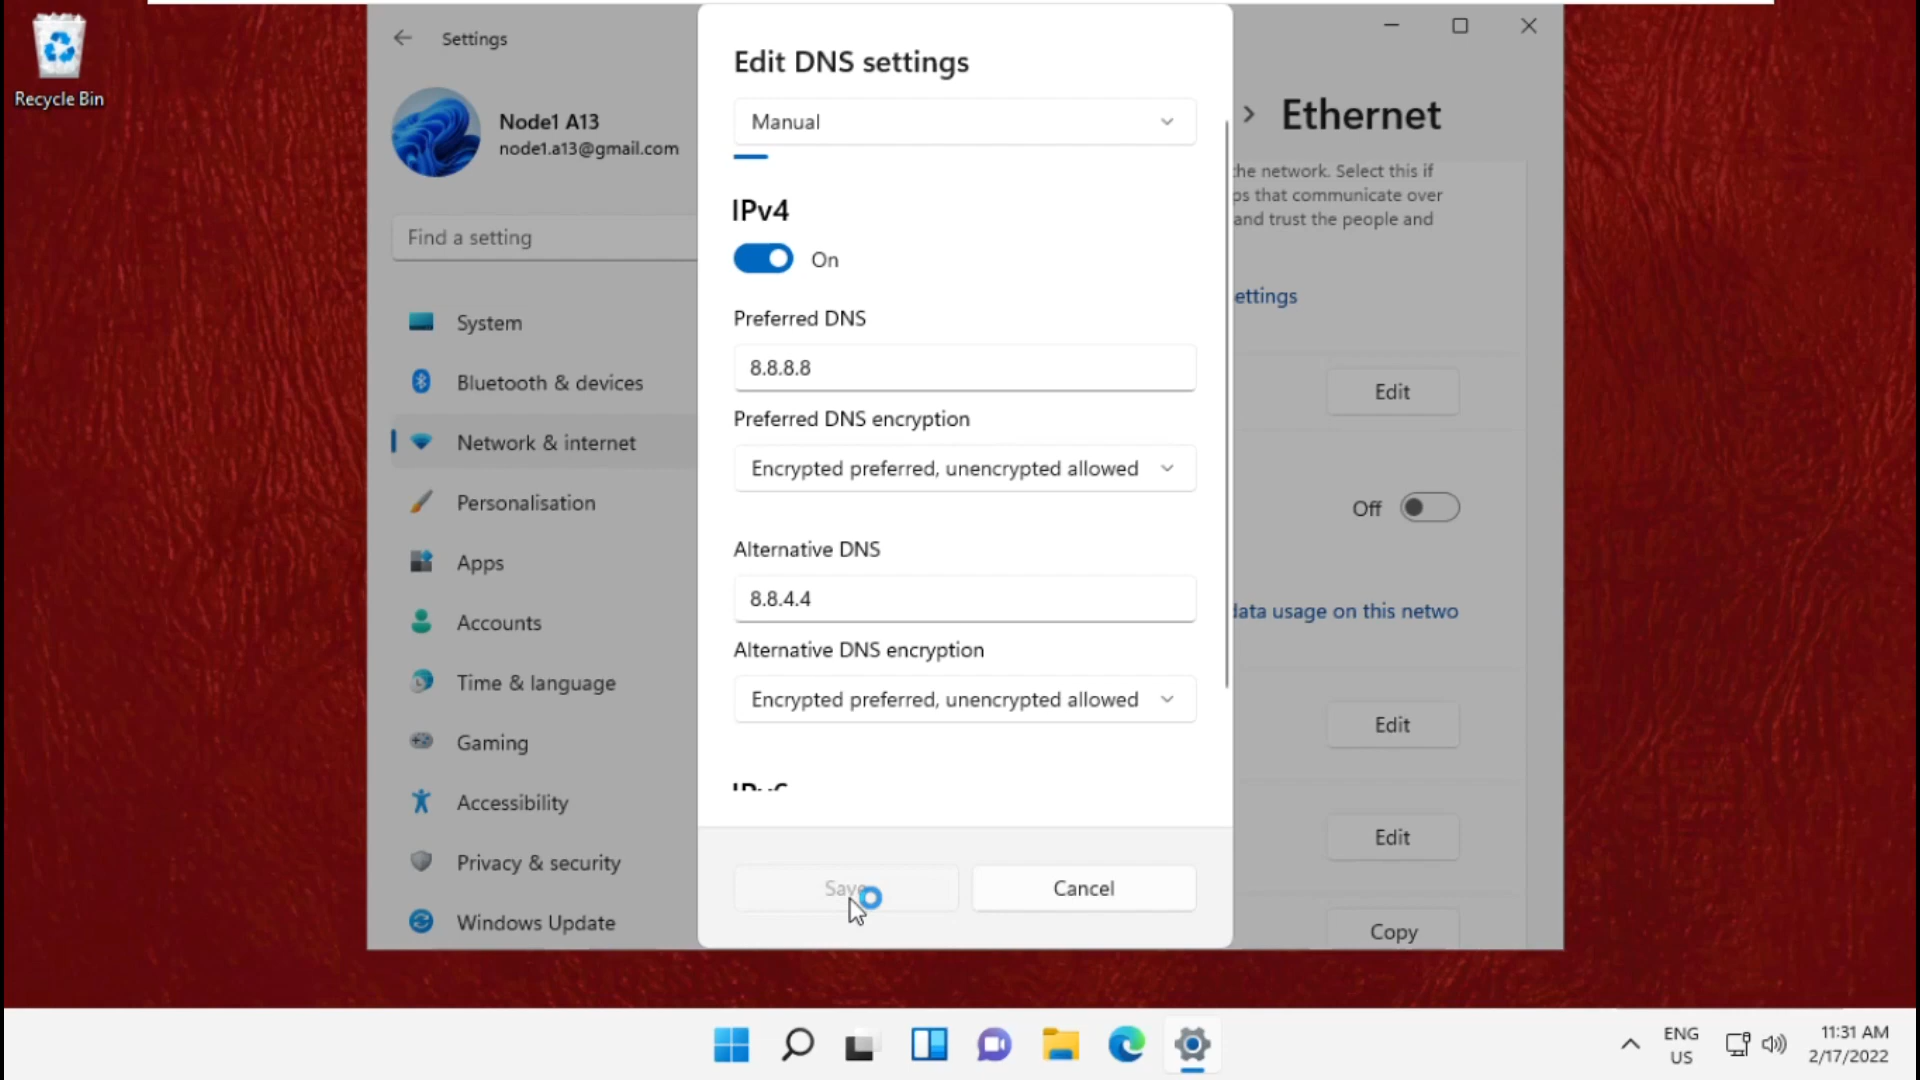 Recycle Bin
Settings
Node1 A13
node1.a13@gmail.com
Find a setting
System
Bluetooth & devices
Network & internet
Personalisation
Apps
Accounts
Time & language
Gaming
Accessibility
Privacy & security
Windows Update
Edit DNS settings
Manual
IPv4
On
Preferred DNS
8.8.8.8
Preferred DNS encryption
Encrypted preferred, unencrypted allowed
Alternative DNS
8.8.4.4
Alternative DNS encryption
Encrypted preferred, unencrypted allowed
IPv6
Save
Cancel
> Ethernet
the network. Select this if
ps that communicate over
and trust the people and
ettings
Edit
Off
data usage on this netwo
Edit
Edit
Copy
ENG
US
11:31 AM
2/17/2022